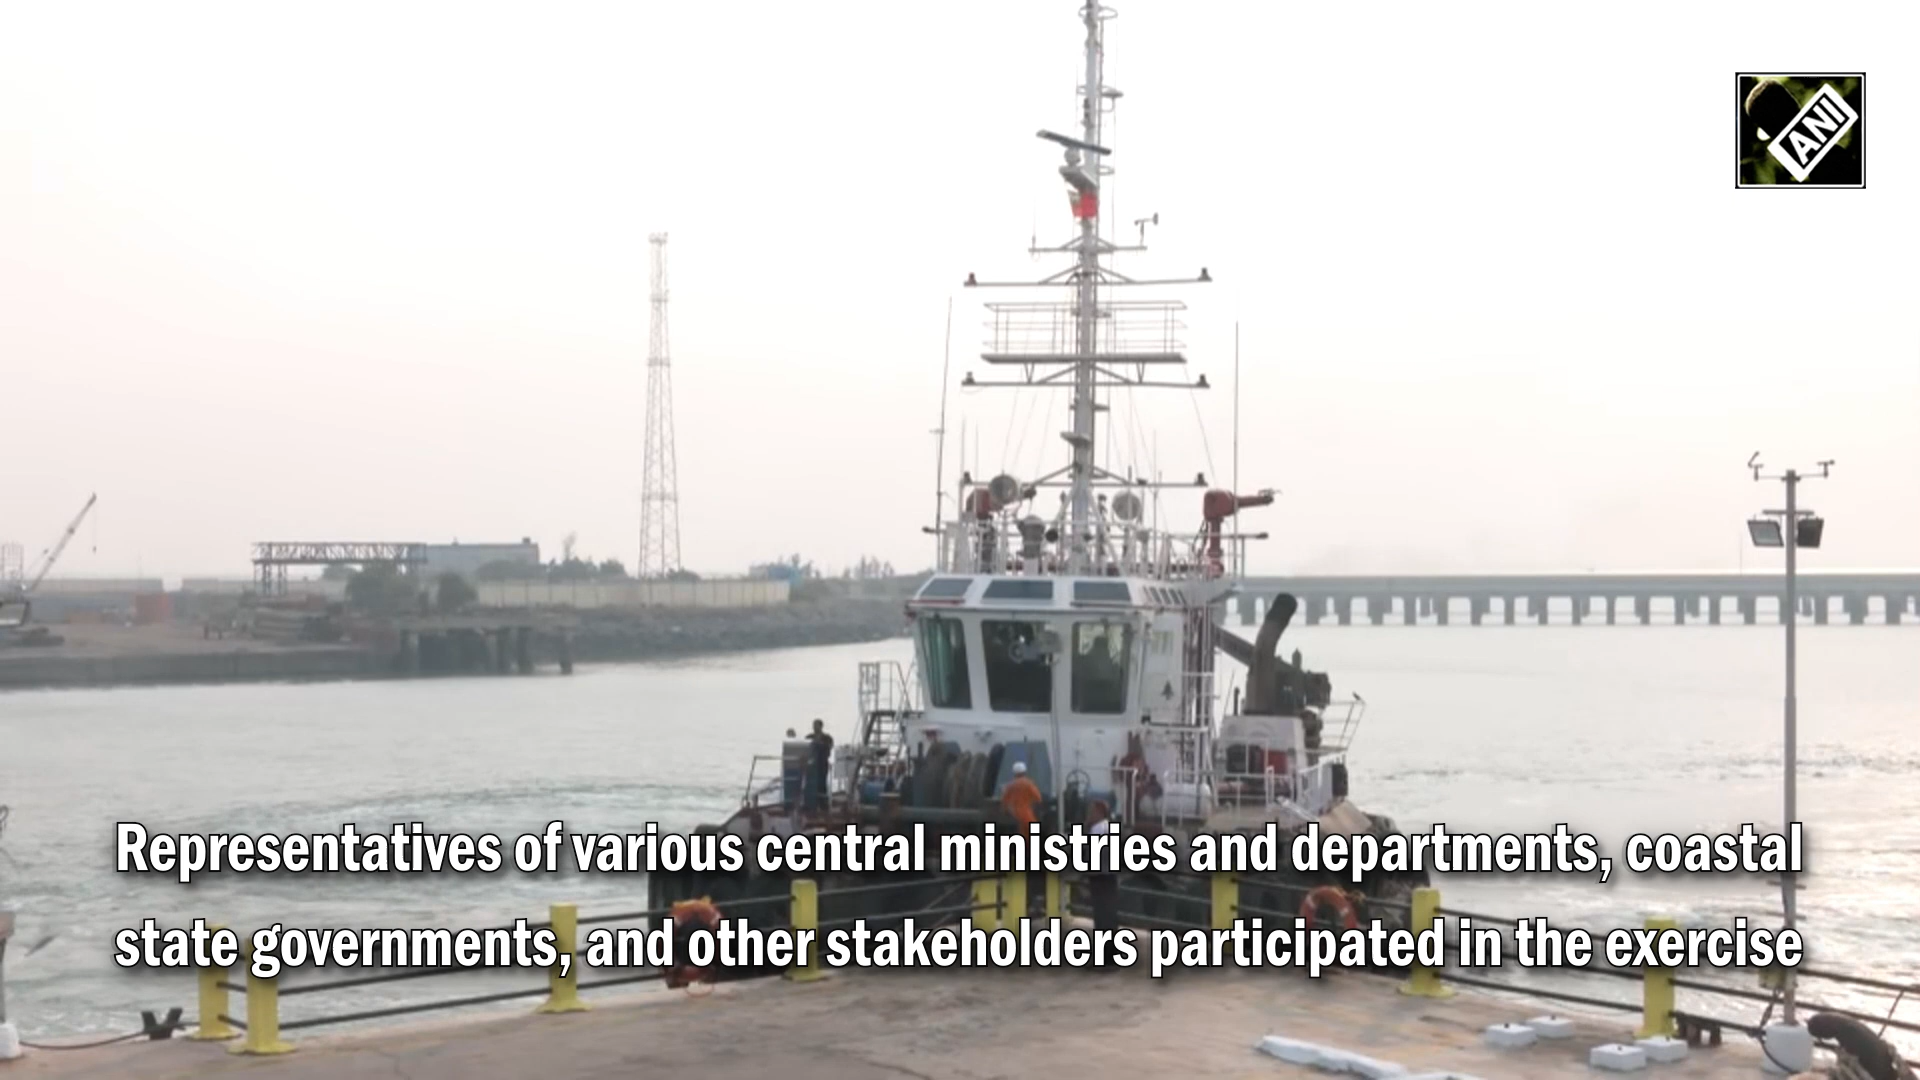 ANI
Representatives of various central ministries and departments, coastal
state governments, and other stakeholders participated in the exercise